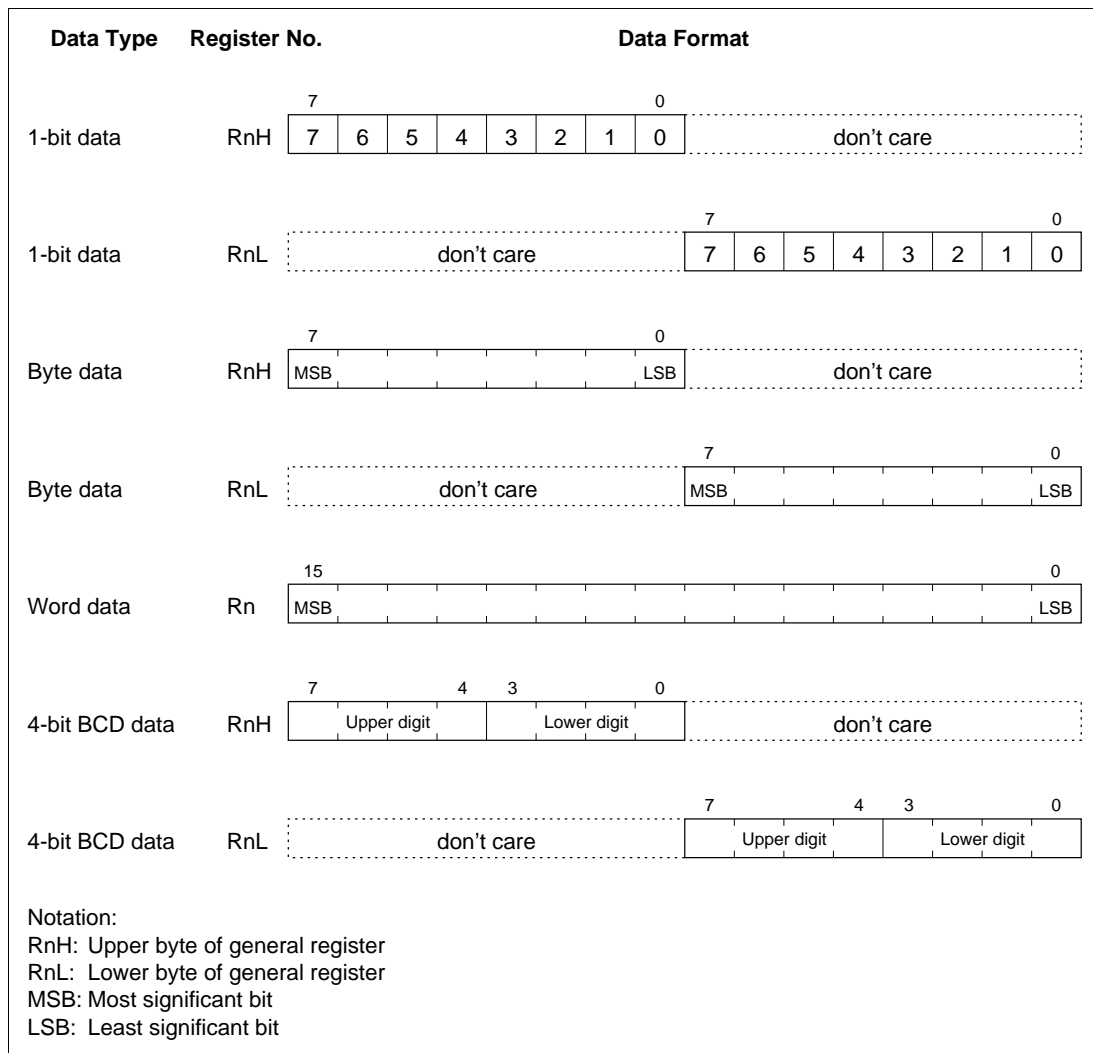 Data Type Register No. Data Format
7 0
1-bit data RnH 7 6 5 4 3 2 1 0 don't care
7 0
1-bit data RnL don't care 7 6 5 4 3 2 1 0
7 0
Byte data RnH MSB LSB don't care
7 0
Byte data RnL don't care MSB LSB
15 0
Word data Rn MSB LSB
7 4 3 0
4-bit BCD data RnH Upper digit Lower digit don't care
7 4 3 0
4-bit BCD data RnL don't care Upper digit Lower digit
Notation:
RnH: Upper byte of general register
RnL: Lower byte of general register
MSB: Most significant bit
LSB: Least significant bit